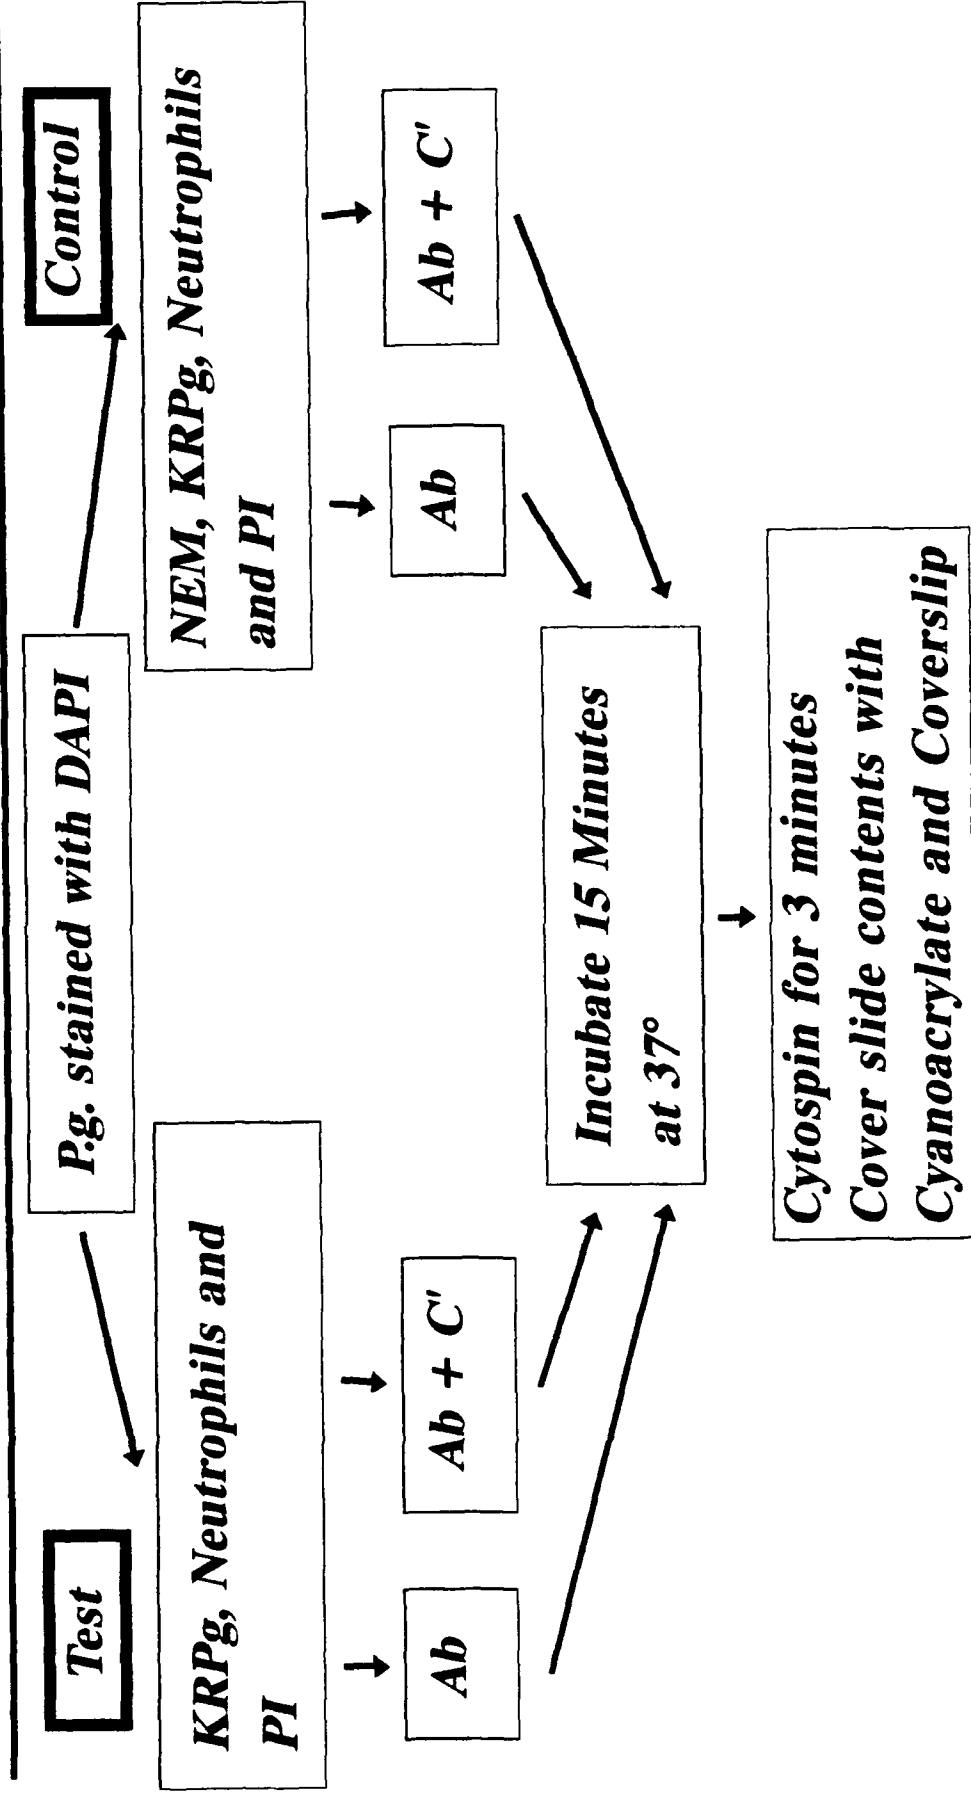 Test
P.g. stained with DAPI
Control
KRPg, Neutrophils and
PI
NEM, KRPg, Neutrophils
and PI
Ab
Ab + C'
Ab
Ab + C'
Incubate 15 Minutes
at 37°
Cytospin for 3 minutes
Cover slide contents with
Cyanoacrylate and Coverslip